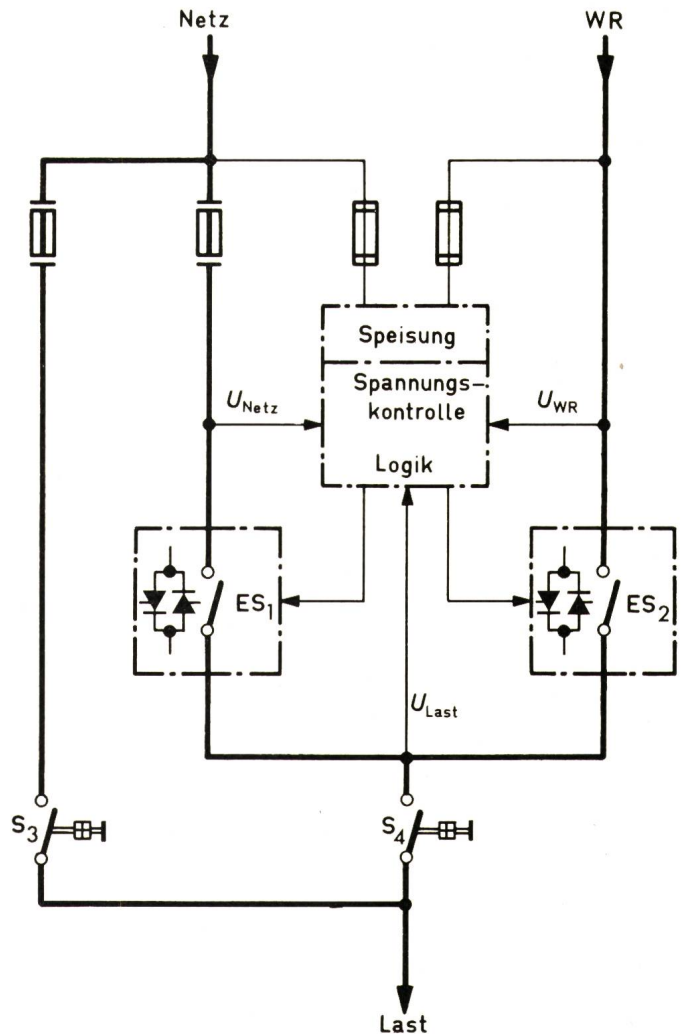 Netz
WR
Speisung
Spannungs-
kontrolle
Logik
U_Netz
U_WR
ES₁
ES₂
U_Last
S₃
S₄
Last